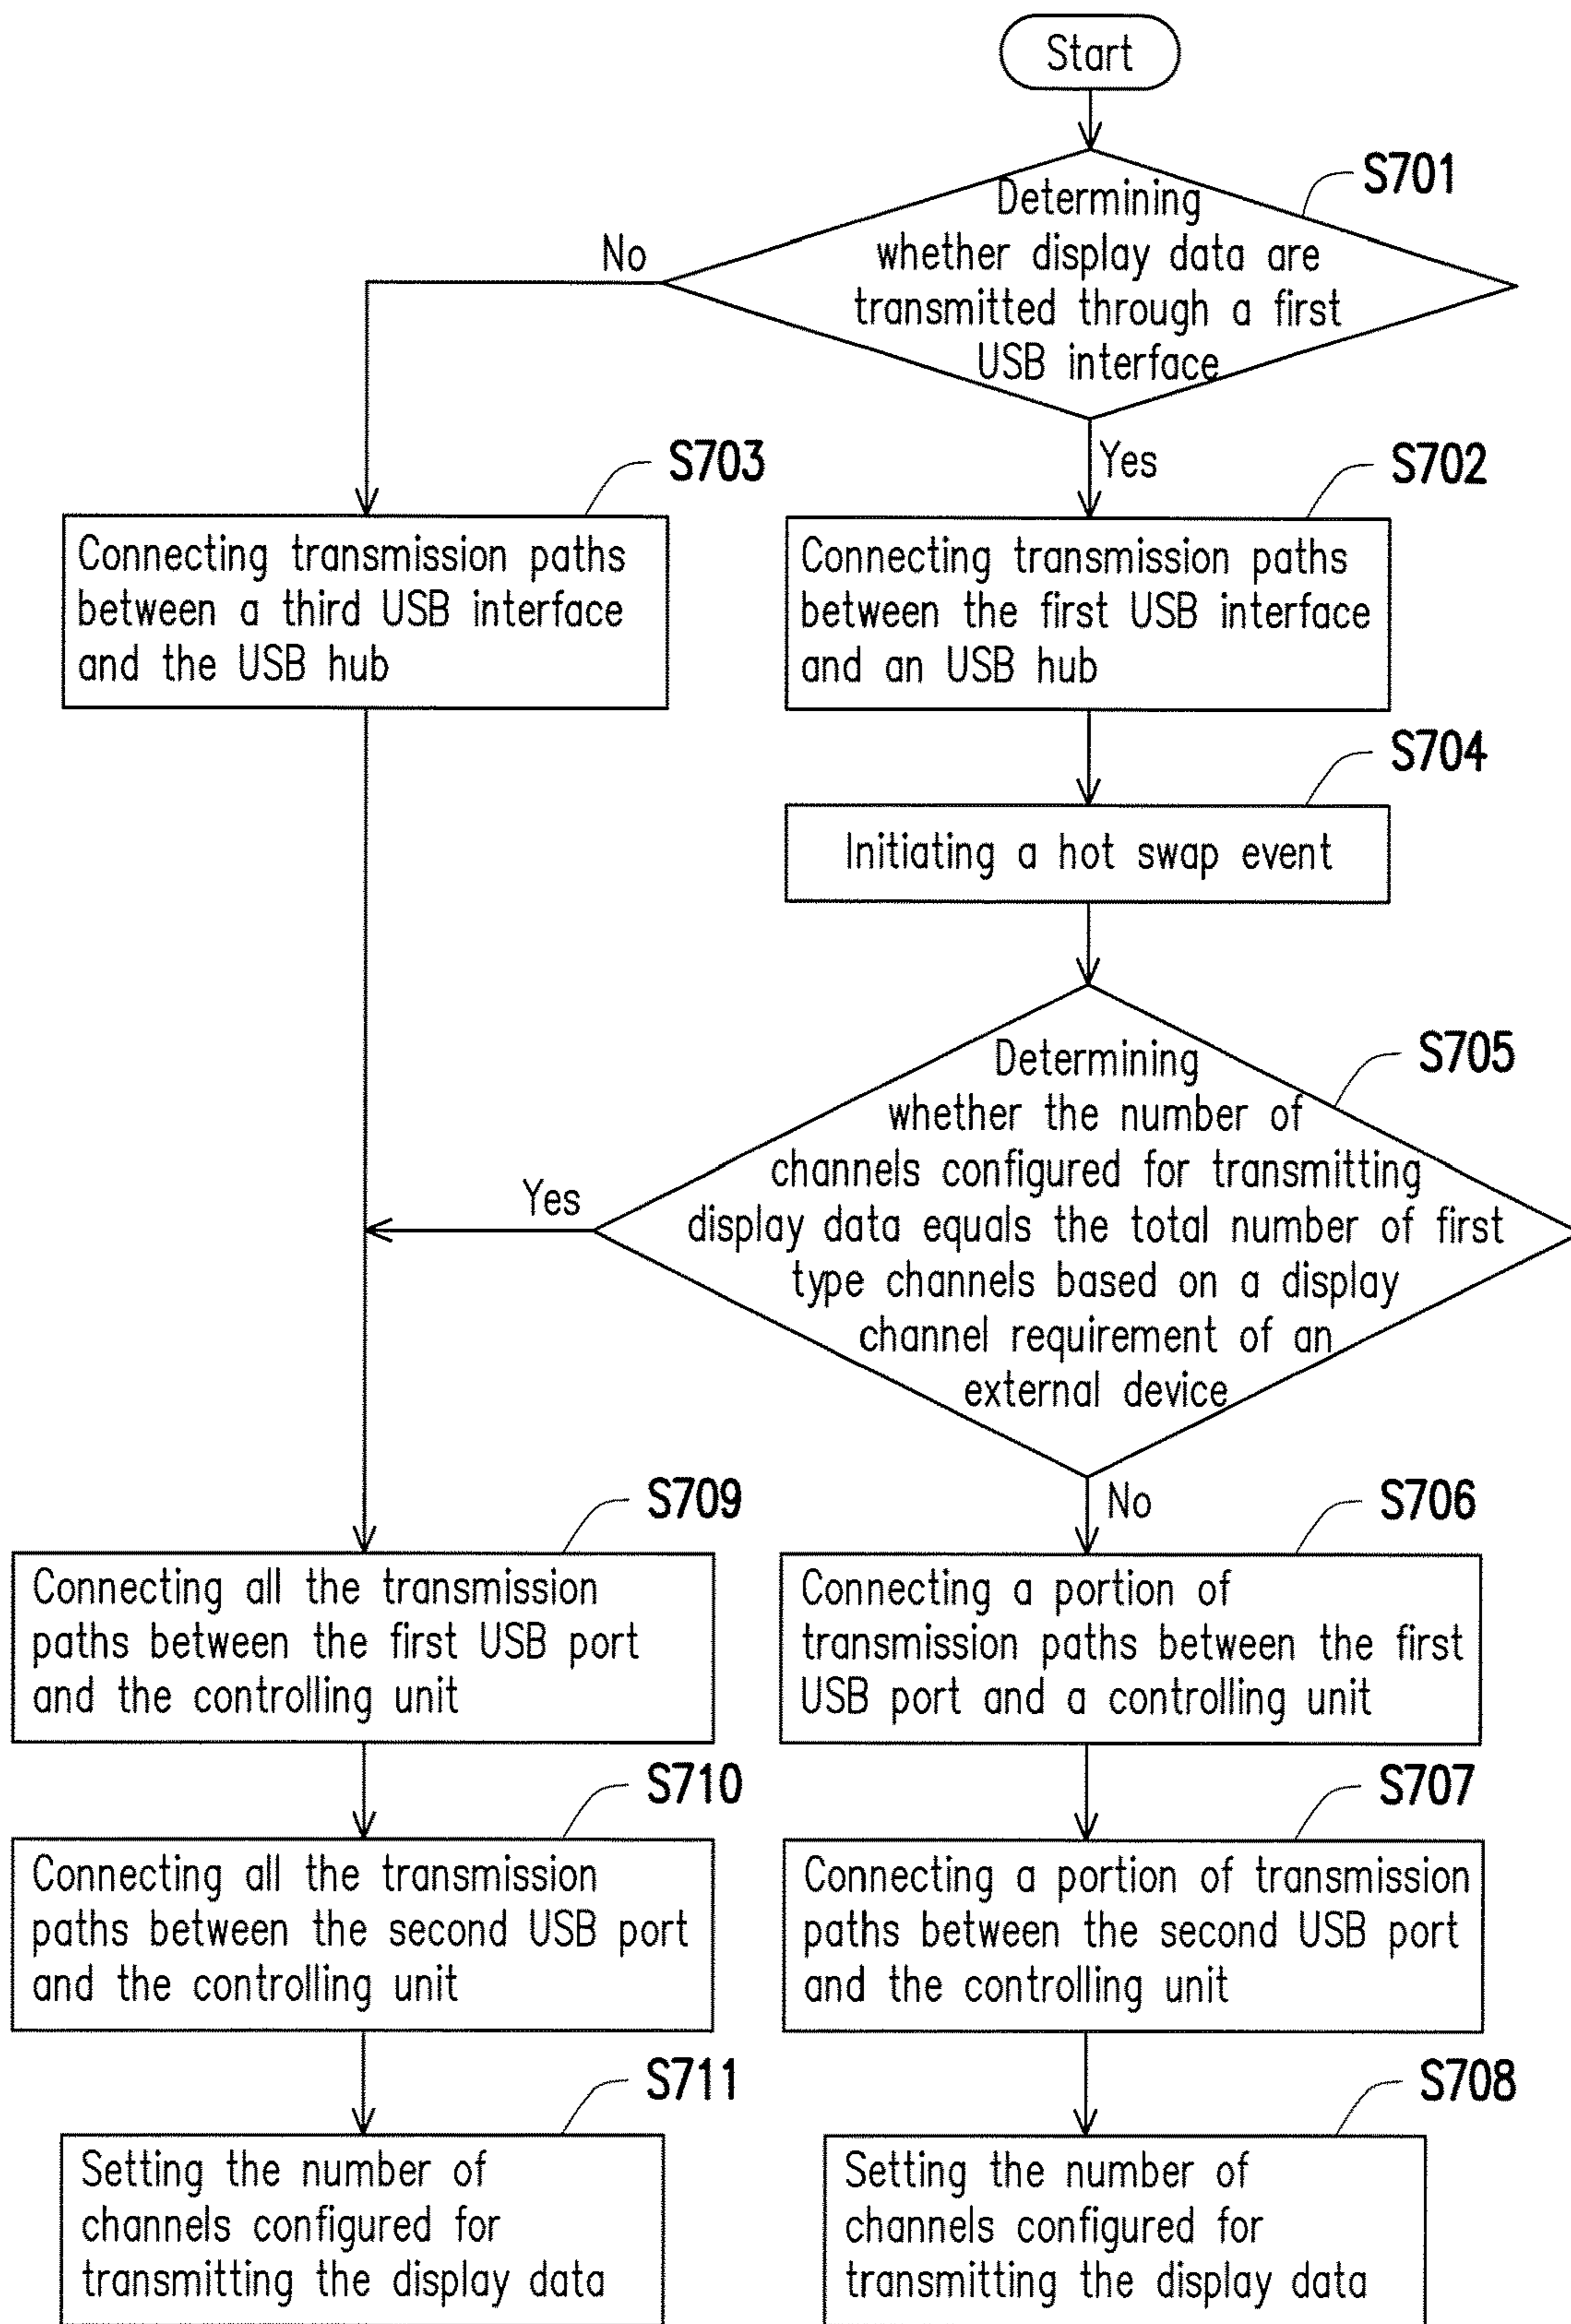 Start
S701
Determining
whether display data are
transmitted through a first
USB interface
No
Yes
S703
Connecting transmission paths
between a third USB interface
and the USB hub
S702
Connecting transmission paths
between the first USB interface
and an USB hub
S704
Initiating a hot swap event
S705
Determining
whether the number of
channels configured for transmitting
display data equals the total number of first
type channels based on a display
channel requirement of an
external device
Yes
No
S709
Connecting all the transmission
paths between the first USB port
and the controlling unit
S706
Connecting a portion of
transmission paths between the first
USB port and a controlling unit
S710
Connecting all the transmission
paths between the second USB port
and the controlling unit
S707
Connecting a portion of transmission
paths between the second USB port
and the controlling unit
S711
Setting the number of
channels configured for
transmitting the display data
S708
Setting the number of
channels configured for
transmitting the display data